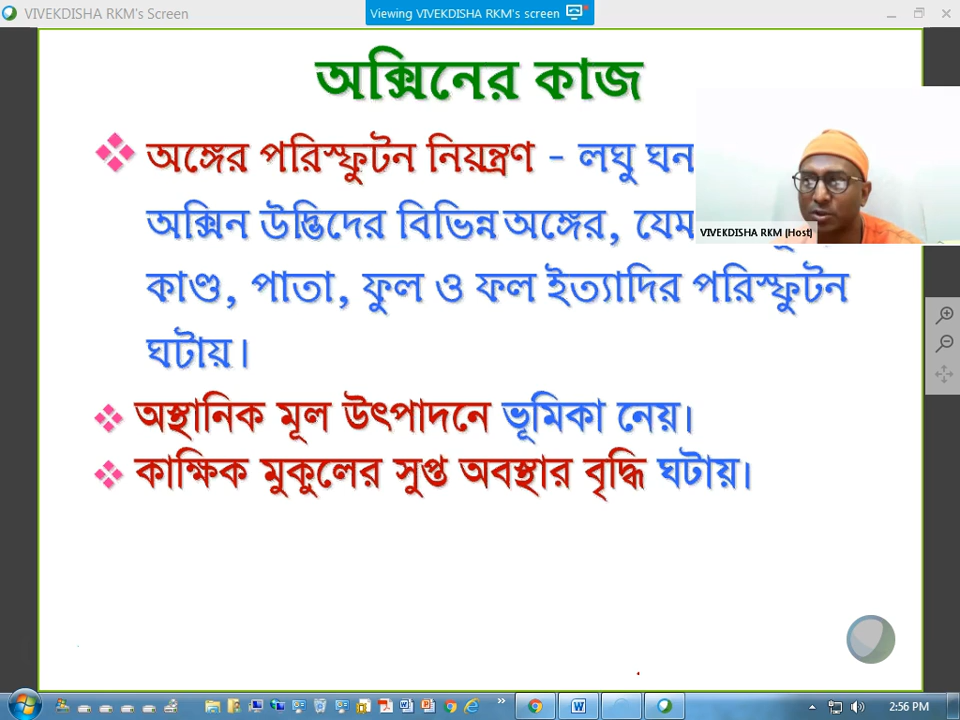 VIVEKDISHA RKM's Screen
Viewing VIVEKDISHA RKM's screen
অক্সিনের কাজ
অঙ্গের পরিস্ফুটন নিয়ন্ত্রণ - লঘু ঘন
অক্সিন উদ্ভিদের বিভিন্ন অঙ্গের, যেম
VIVEKDISHA RKM (Host)
কাণ্ড, পাতা, ফুল ও ফল ইত্যাদির পরিস্ফুটন
ঘটায়।
অস্থানিক মূল উৎপাদনে ভূমিকা নেয়।
কাক্ষিক মুকুলের সুপ্ত অবস্থার বৃদ্ধি ঘটায়।
2:56 PM